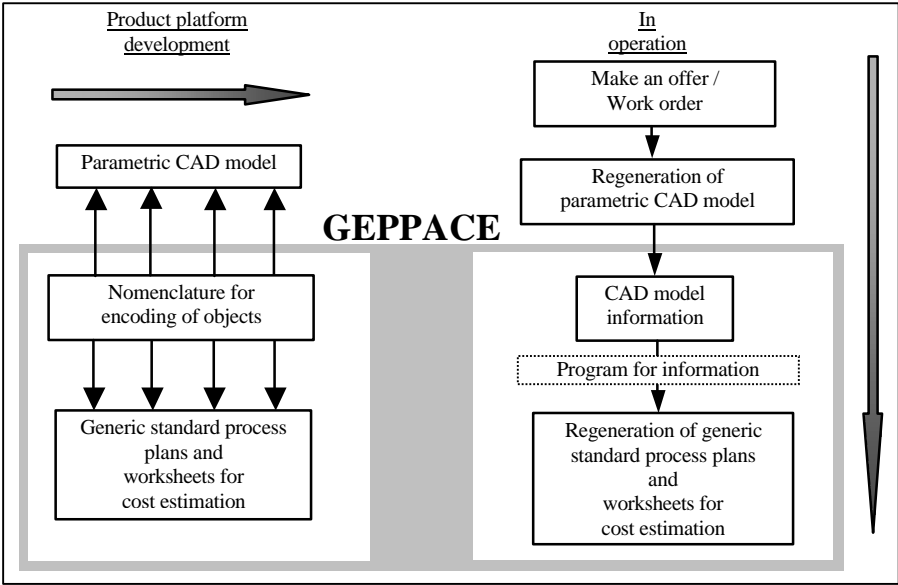 Product platform
development
Parametric CAD model
GEPPACE
Nomenclature for
encoding of objects
Generic standard process
plans and
worksheets for
cost estimation
In
operation
Make an offer /
Work order
Regeneration of
parametric CAD model
CAD model
information
Program for information
Regeneration of generic
standard process plans
and
worksheets for
cost estimation